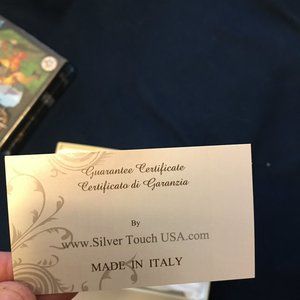 Guarantee Certificate
Certificato di Garanzia
By
www.Silver Touch USA.com
MADE IN ITALY